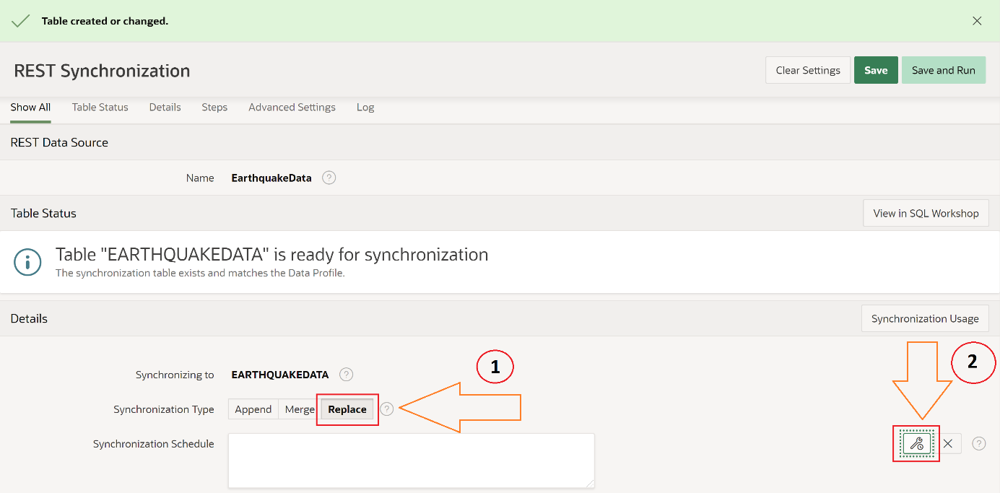 Table created or changed.
REST Synchronization
Clear Settings
Save
Save and Run
Show All
Table Status
Details
Steps
Advanced Settings
Log
REST Data Source
Name
EarthquakeData
?
Table Status
View in SQL Workshop
Table "EARTHQUAKEDATA" is ready for synchronization
The synchronization table exists and matches the Data Profile.
Details
Synchronization Usage
1
2
Synchronizing to
EARTHQUAKEDATA
?
Synchronization Type
Append
Merge
Replace
?
Synchronization Schedule
?